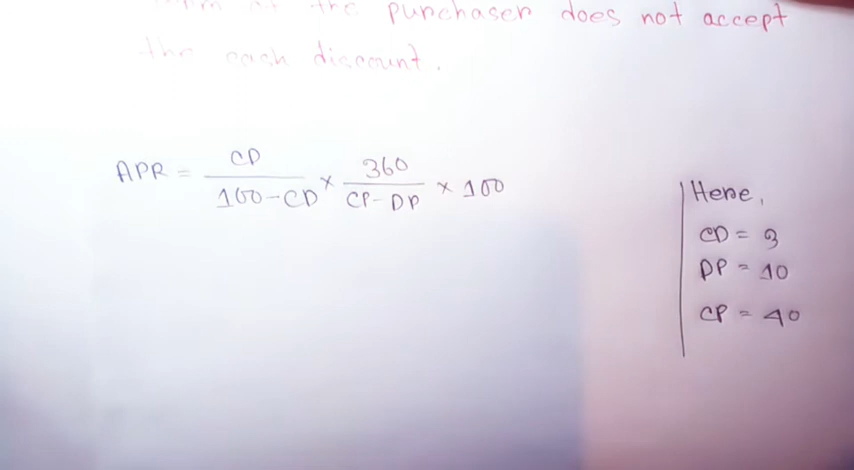 the purchaser does not accept
the cash discount.
APR = CD / 100 - CD × 360 / CP - DP × 100
Here,
CD = 3
DP = 10
CP = 40